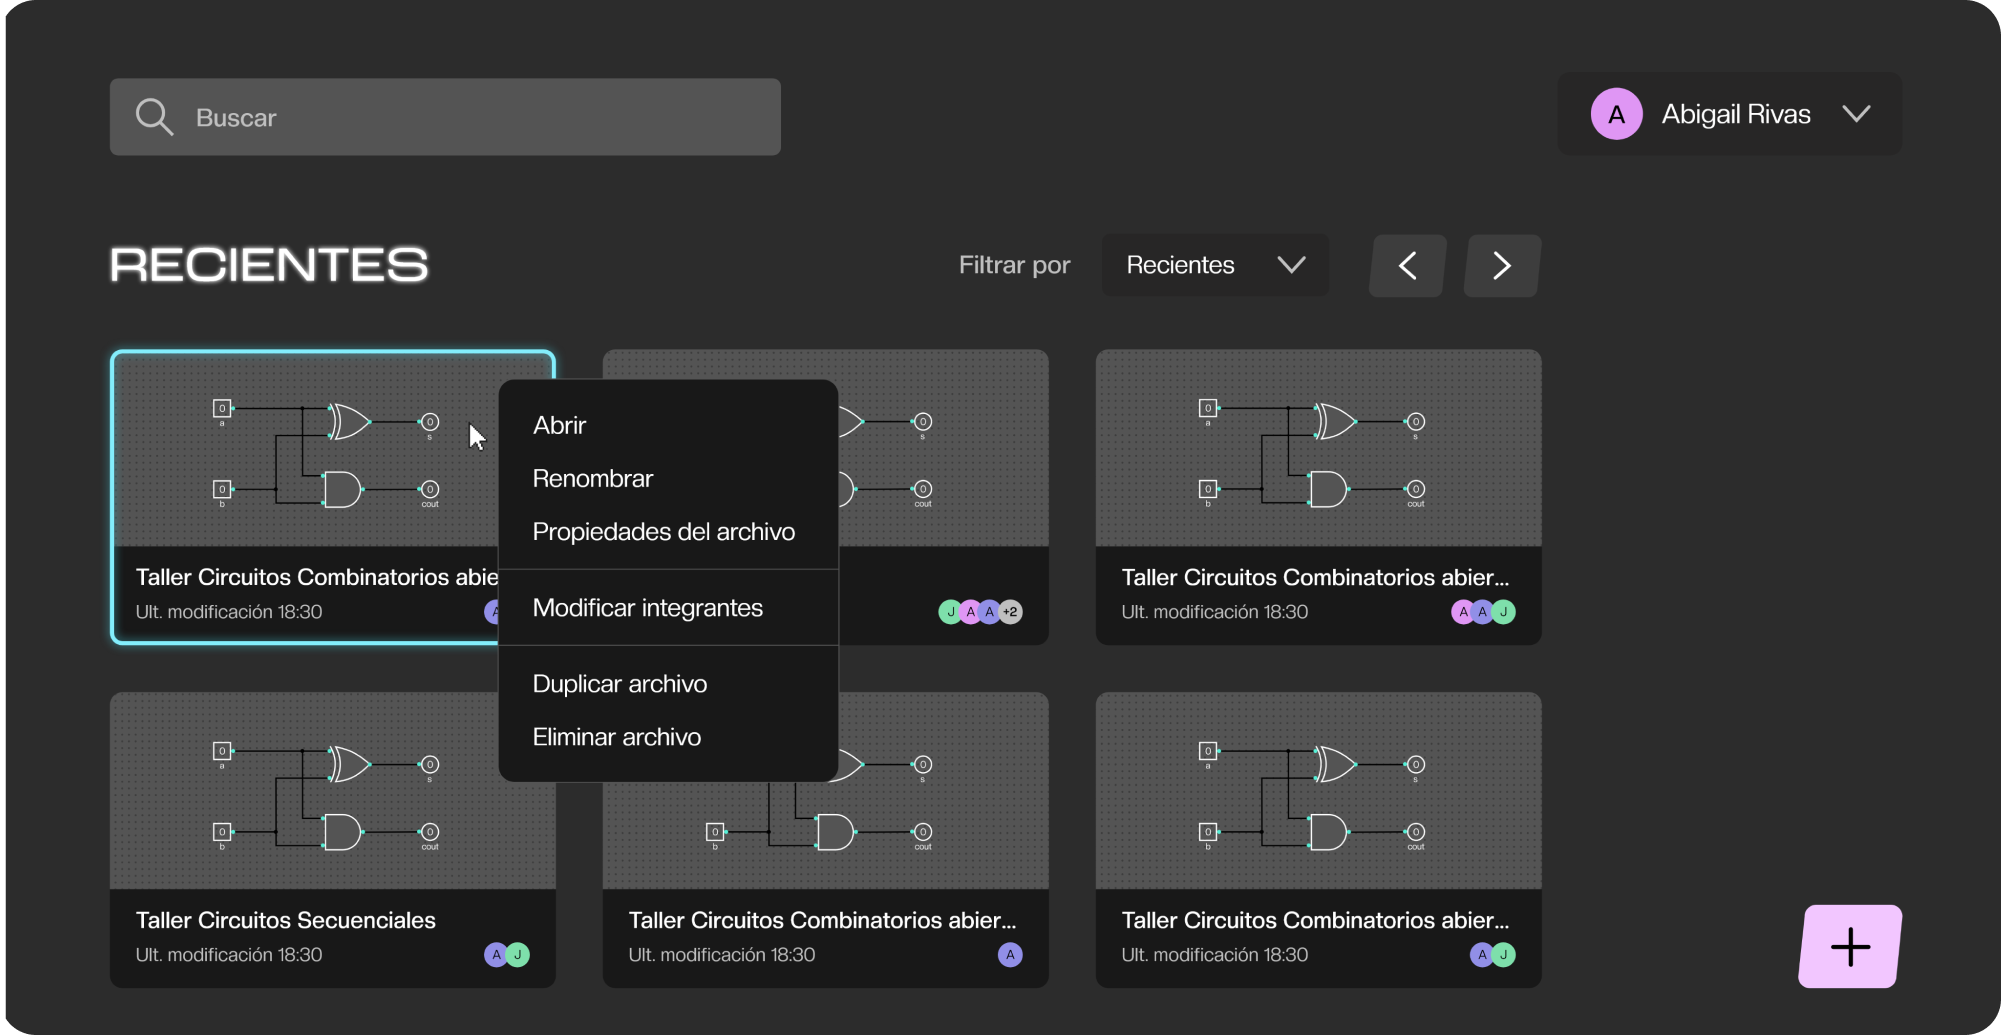 Buscar
A Abigail Rivas
RECIENTES
Filtrar por Recientes
0 a 0 s
0 b 0 cout
Taller Circuitos Combinatorios abie
Ult. modificación 18:30 A
Abrir
Renombrar
Propiedades del archivo
Modificar integrantes
Duplicar archivo
Eliminar archivo
0 s
0 cout
J A A +2
0 a 0 s
0 b 0 cout
Taller Circuitos Combinatorios abier...
Ult. modificación 18:30 A A J
0 a 0 s
0 b 0 cout
Taller Circuitos Secuenciales
Ult. modificación 18:30 A J
0 s
0 b 0 cout
Taller Circuitos Combinatorios abier...
Ult. modificación 18:30 A
0 a 0 s
0 b 0 cout
Taller Circuitos Combinatorios abier...
Ult. modificación 18:30 A J